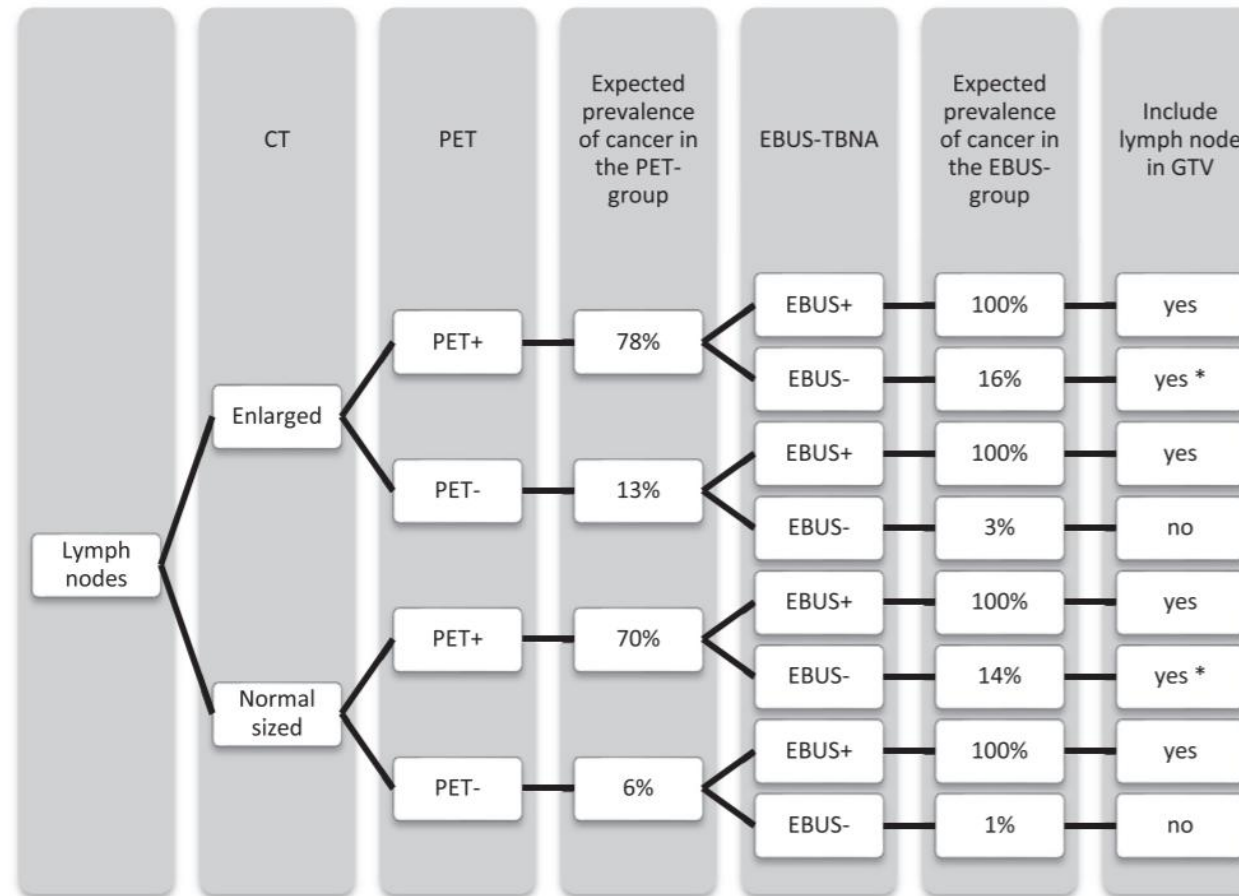 CT
PET
Expected
prevalence
of cancer in
the PET-
group
EBUS-TBNA
Expected
prevalence
of cancer in
the EBUS-
group
Include
lymph node
in GTV
Lymph
nodes
Enlarged
Normal
sized
PET+
PET-
PET+
PET-
78%
13%
70%
6%
EBUS+
100%
yes
EBUS-
16%
yes *
EBUS+
100%
yes
EBUS-
3%
no
EBUS+
100%
yes
EBUS-
14%
yes *
EBUS+
100%
yes
EBUS-
1%
no